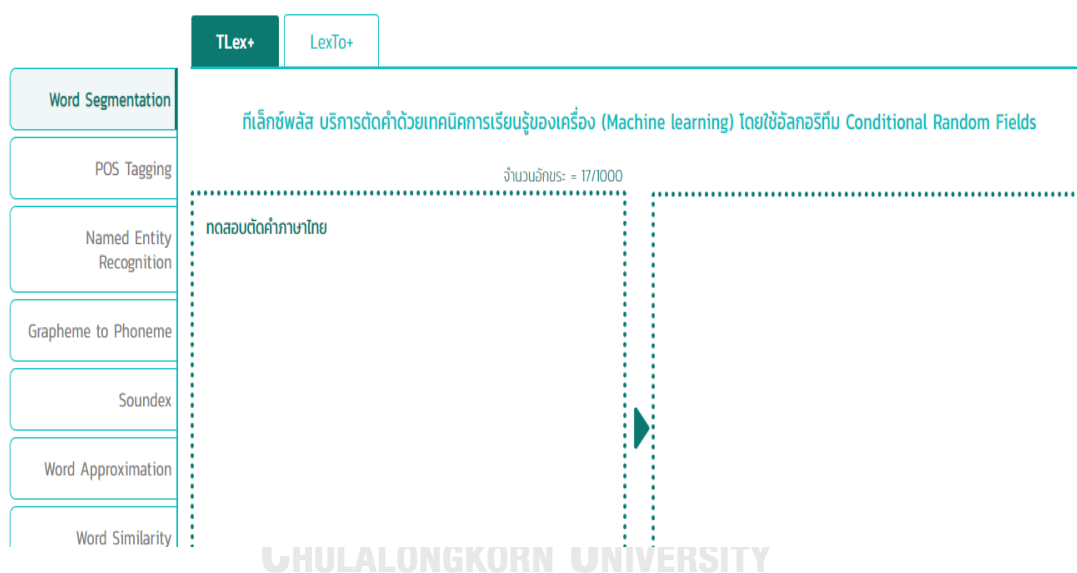 TLex+
LexTo+
Word Segmentation
POS Tagging
Named Entity
Recognition
Grapheme to Phoneme
Soundex
Word Approximation
Word Similarity
ทีเล็กซ์พลัส บริการตัดคำด้วยเทคนิคการเรียนรู้ของเครื่อง (Machine learning) โดยใช้อัลกอริทึม Conditional Random Fields
จำนวนอักขระ = 17/1000
ทดสอบตัดคำภาษาไทย
CHULALONGKORN UNIVERSITY